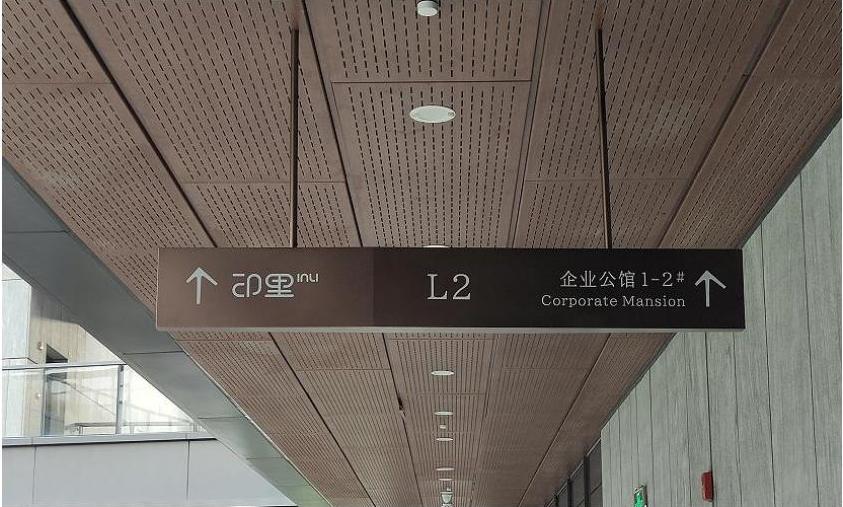 ↑ 印里 INLI
L2
企业公馆1-2# ↑
Corporate Mansion